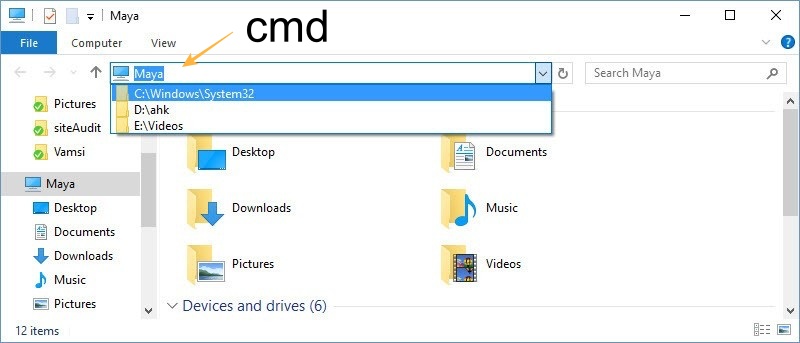 Maya
cmd
File
Computer
View
Maya
Search Maya
C:\Windows\System32
D:\ahk
E:\Videos
Pictures
siteAudit
Vamsi
Maya
Desktop
Documents
Downloads
Music
Pictures
Desktop
Documents
Downloads
Music
Pictures
Videos
Devices and drives (6)
12 items